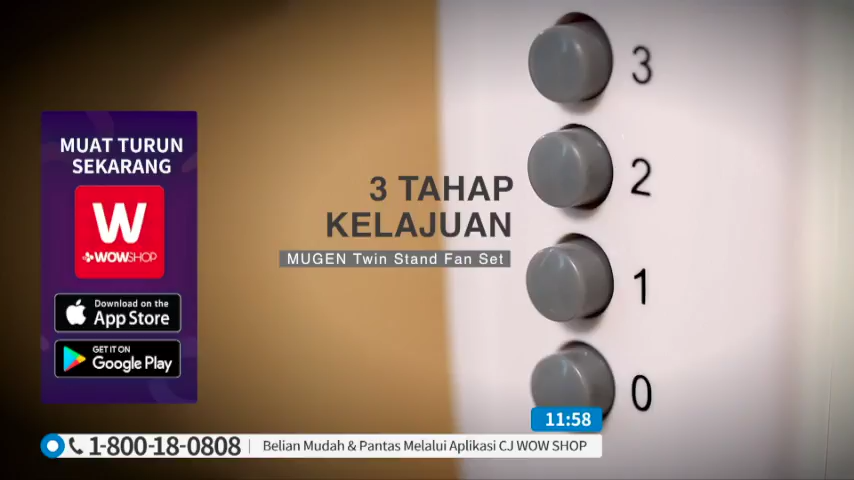 MUAT TURUN
SEKARANG
W
WOWSHOP
Download on the
App Store
GET IT ON
Google Play
3 TAHAP
KELAJUAN
MUGEN Twin Stand Fan Set
3
2
1
0
11:58
1-800-18-0808
Belian Mudah & Pantas Melalui Aplikasi CJ WOW SHOP